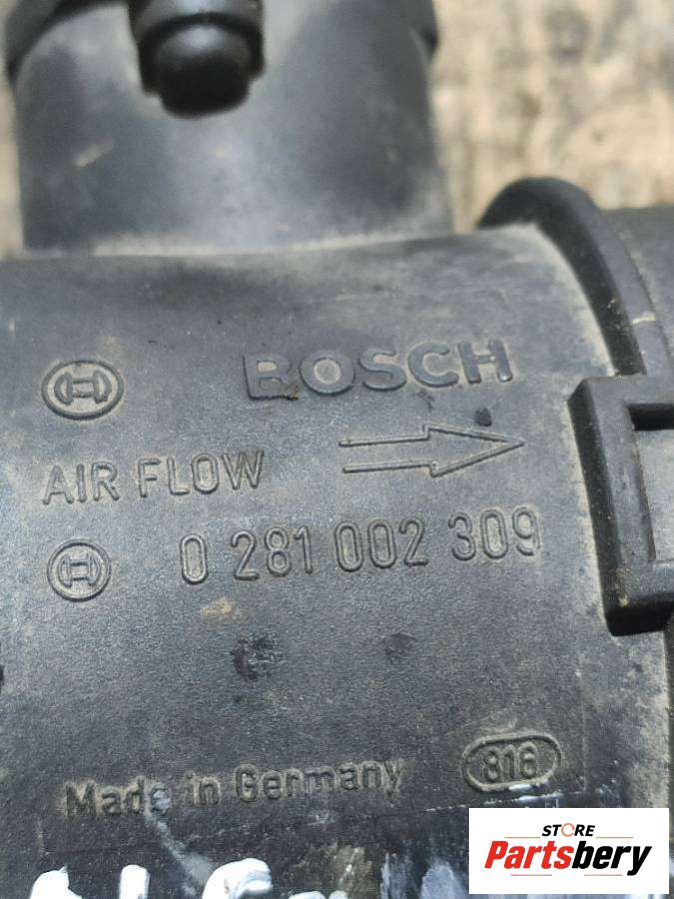 BOSCH
AIR FLOW
0 281 002 309
Made in Germany
816
STORE
Partsbery